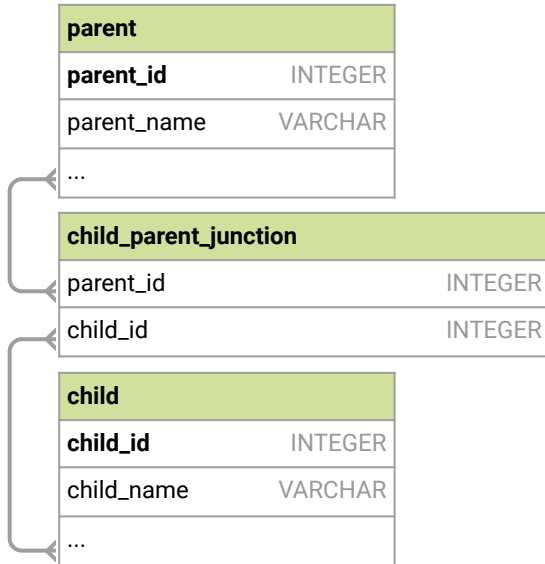 parent
parent_id INTEGER
parent_name VARCHAR
...
child_parent_junction
parent_id INTEGER
child_id INTEGER
child
child_id INTEGER
child_name VARCHAR
...